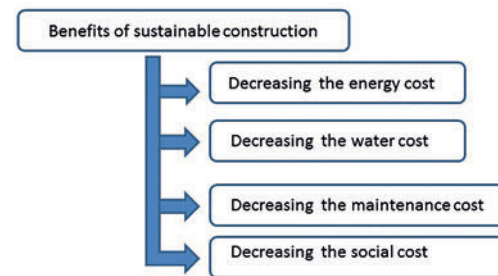 Benefits of sustainable construction
Decreasing the energy cost
Decreasing the water cost
Decreasing the maintenance cost
Decreasing the social cost